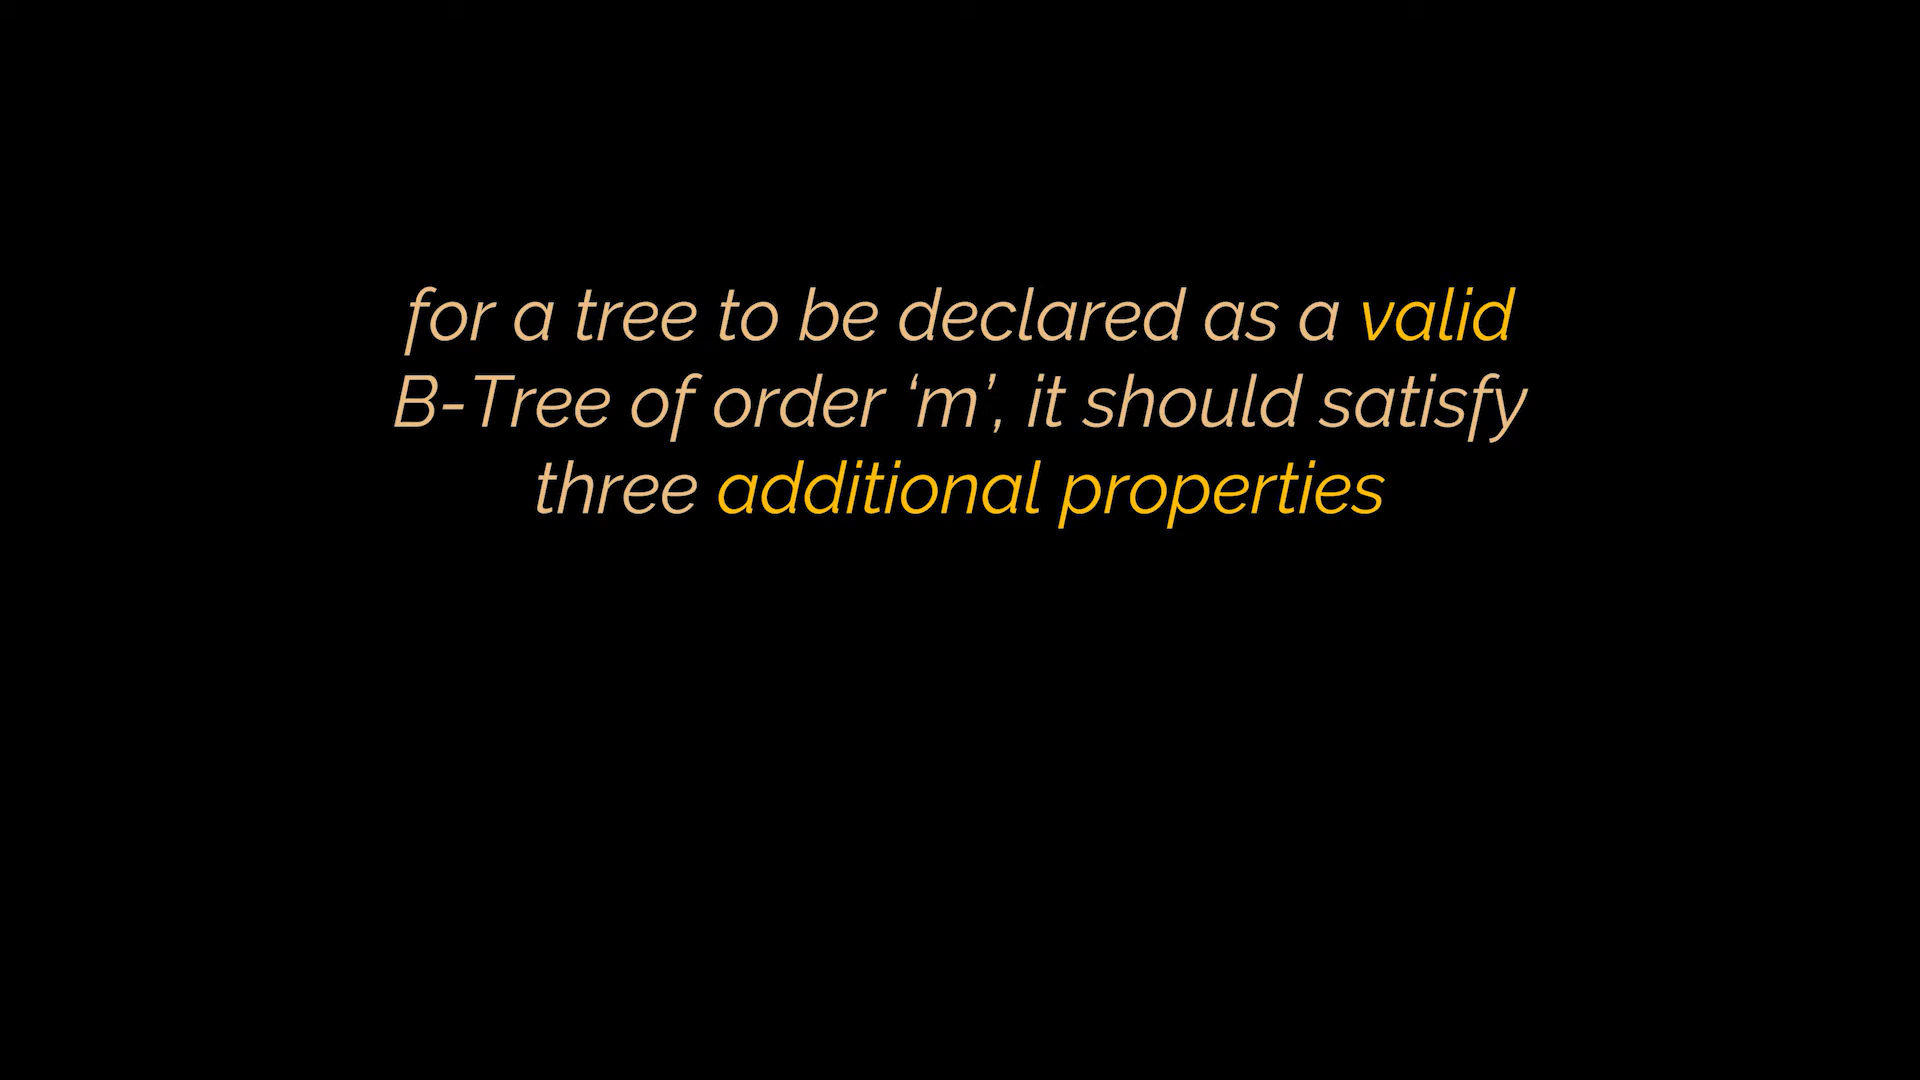 for a tree to be declared as a valid
B-Tree of order ‘m’, it should satisfy
three additional properties